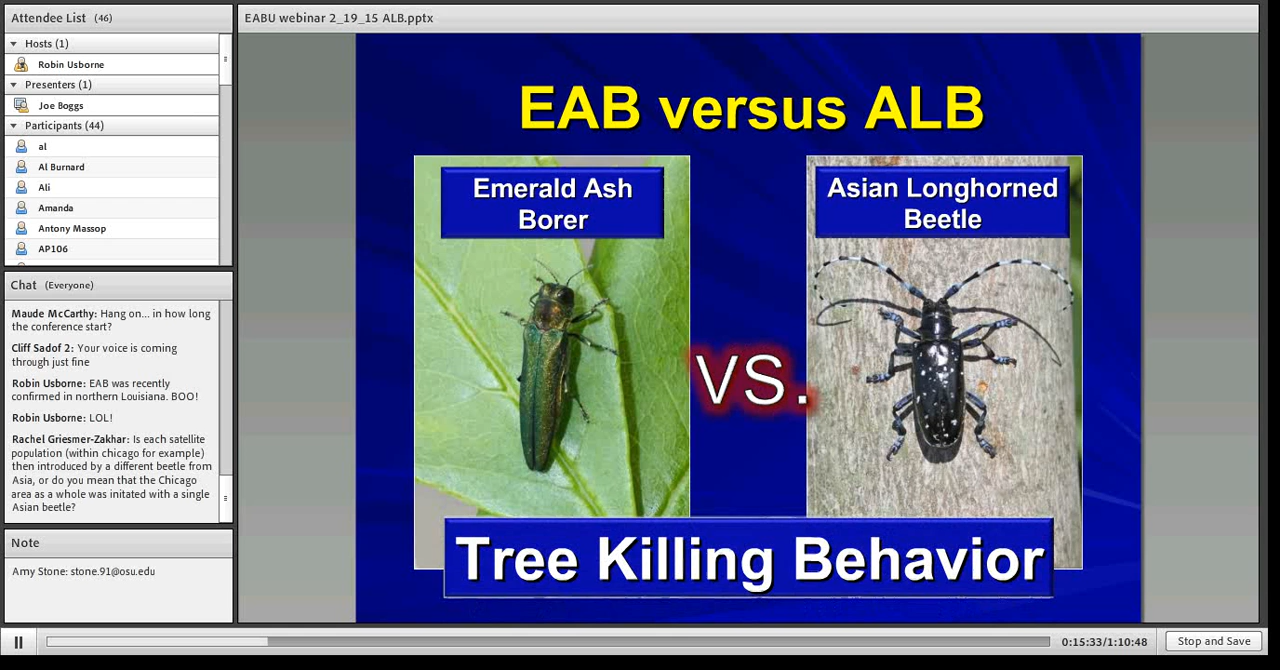 Attendee List (46)
Hosts (1)
Robin Usborne
Presenters (1)
Joe Boggs
Participants (44)
al
Al Burnard
Ali
Amanda
Antony Massop
AP106
Chat (Everyone)
Maude McCarthy: Hang on... in how long
the conference start?
Cliff Sadof 2: Your voice is coming
through just fine
Robin Usborne: EAB was recently
confirmed in northern Louisiana. BOO!
Robin Usborne: LOL!
Rachel Griesmer-Zakhar: Is each satellite
population (within chicago for example)
then introduced by a different beetle from
Asia, or do you mean that the Chicago
area as a whole was initated with a single
Asian beetle?
Note
Amy Stone: stone.91@osu.edu
EABU webinar 2_19_15 ALB.pptx
EAB versus ALB
Emerald Ash
Borer
Asian Longhorned
Beetle
VS.
Tree Killing Behavior
0:15:33/1:10:48
Stop and Save